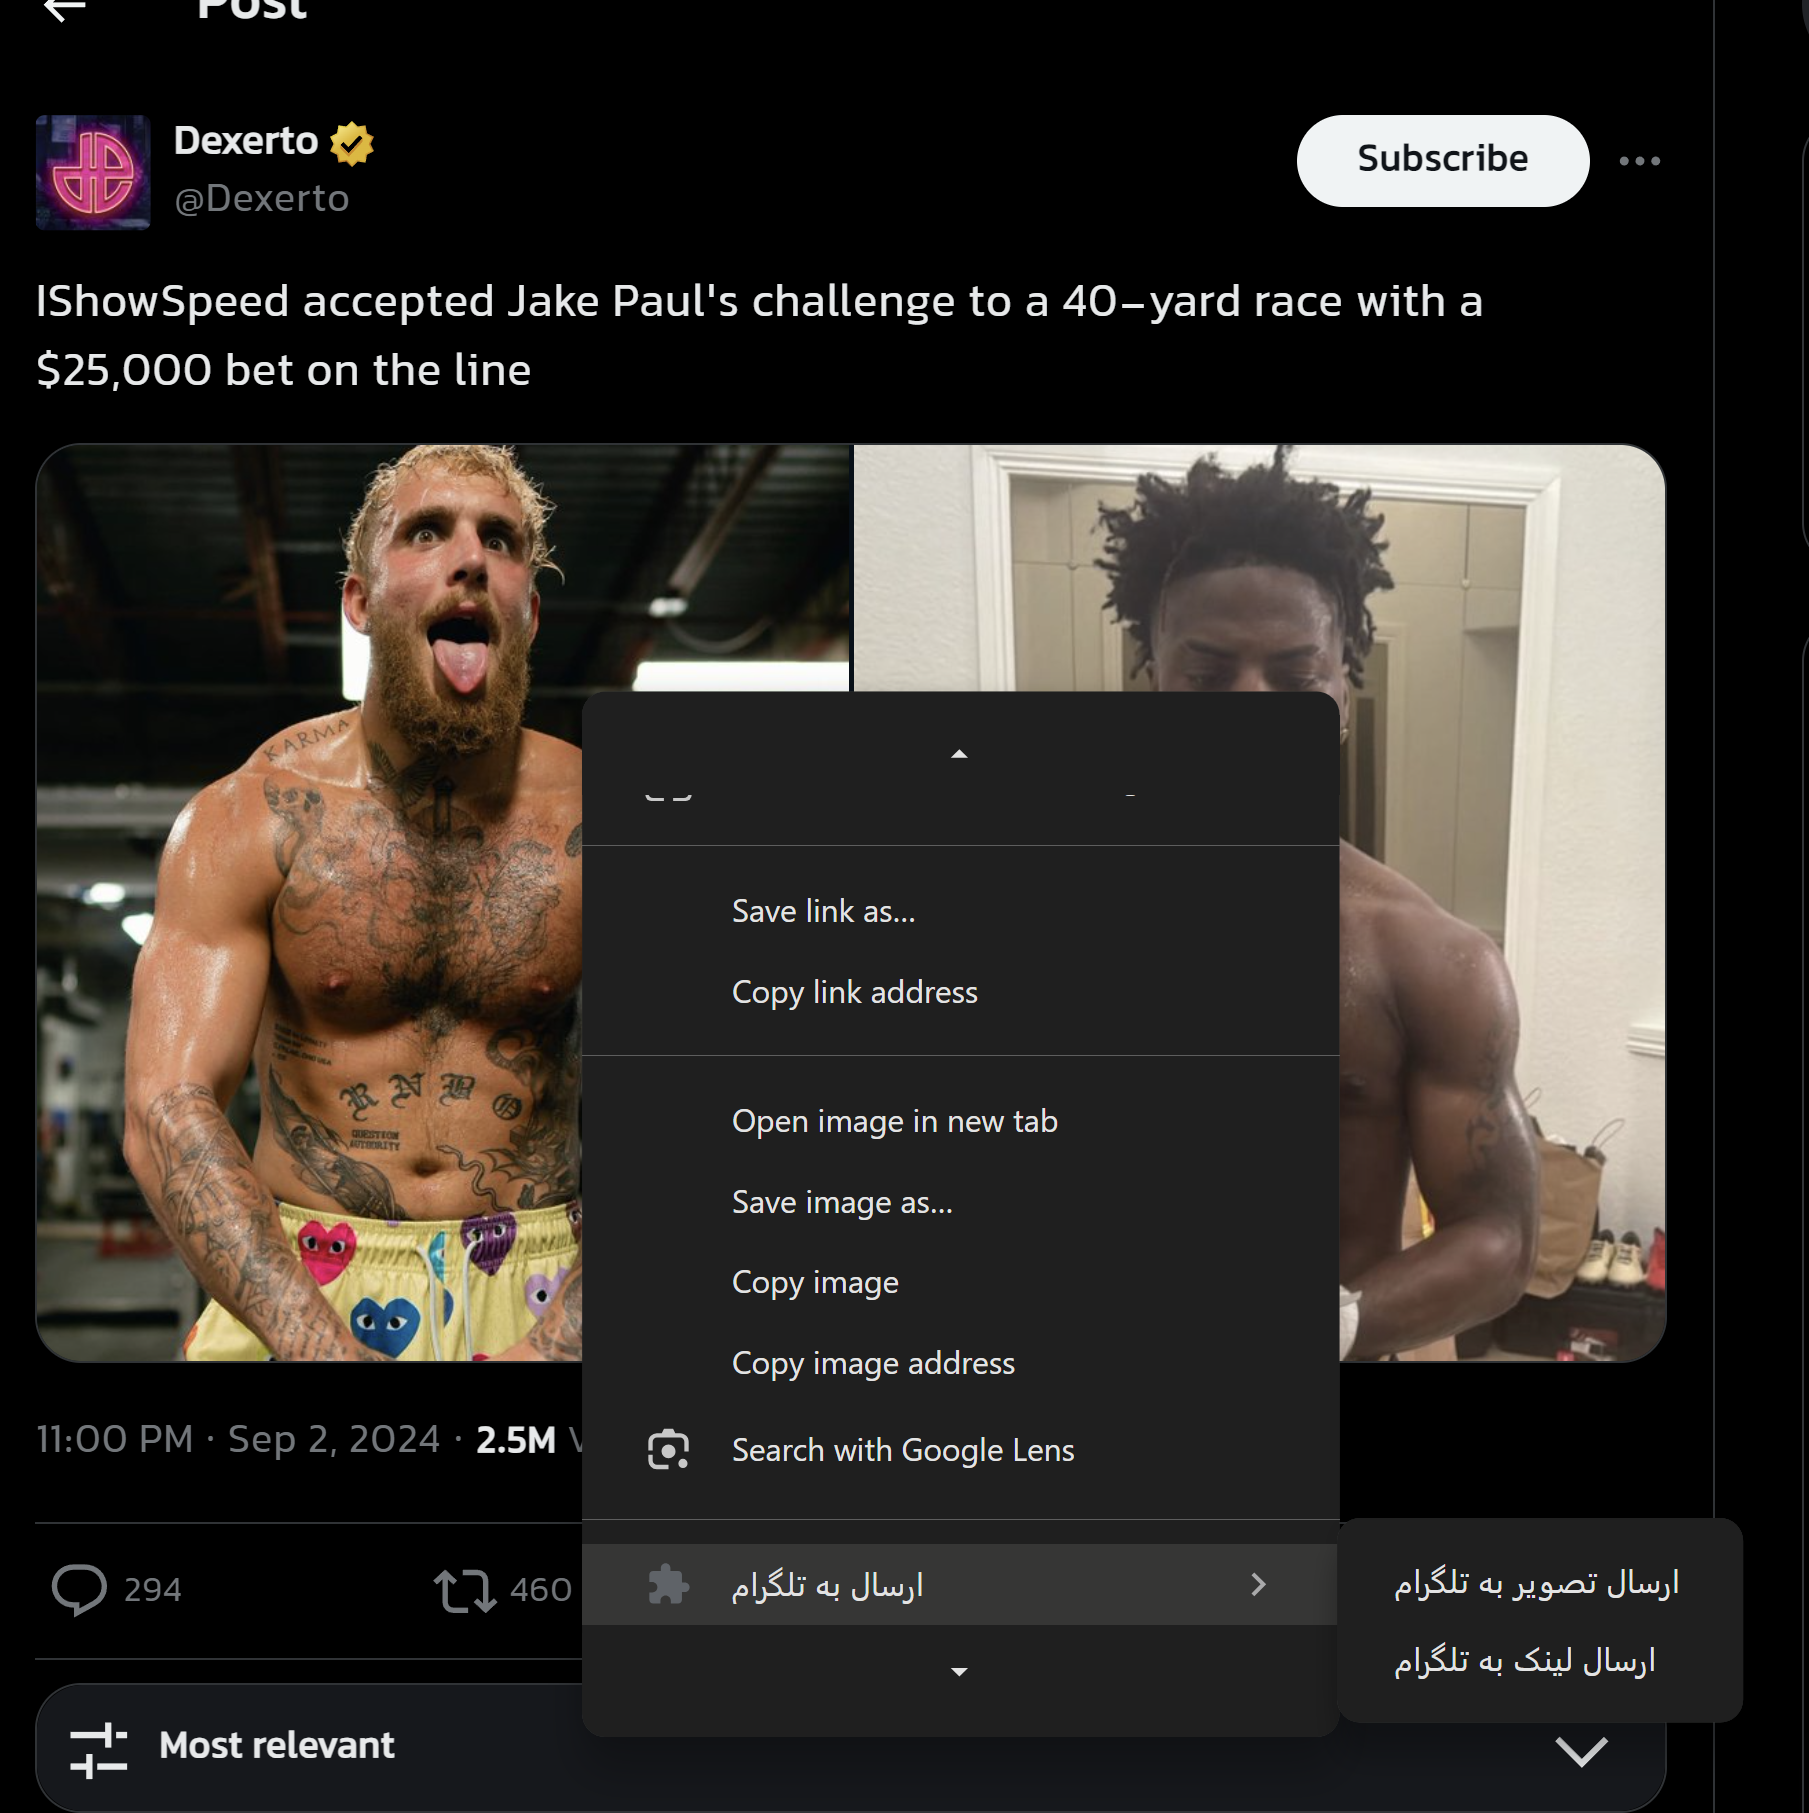 Post
Dexerto
@Dexerto
Subscribe
IShowSpeed accepted Jake Paul's challenge to a 40-yard race with a
$25,000 bet on the line
KARMA
QUESTION
AUTHORITY
Save link as...
Copy link address
Open image in new tab
Save image as...
Copy image
Copy image address
Search with Google Lens
ارسال به تلگرام
ارسال تصویر به تلگرام
ارسال لینک به تلگرام
11:00 PM · Sep 2, 2024 · 2.5M
294
460
Most relevant